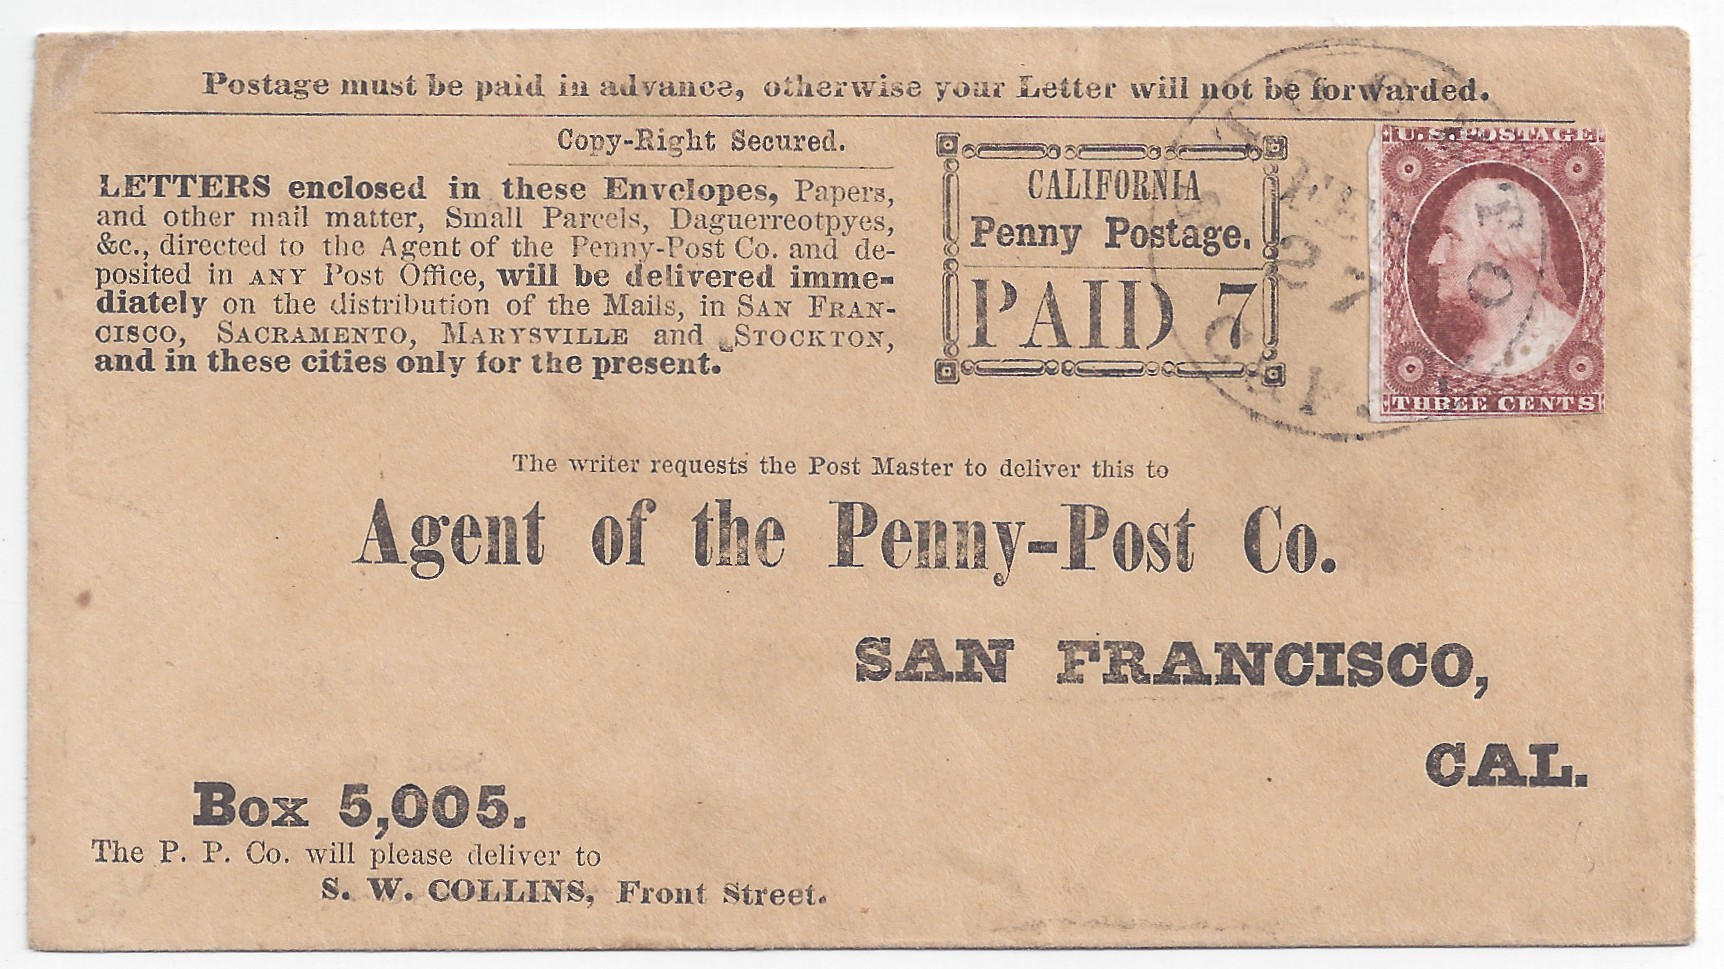 Postage must be paid in advance, otherwise your Letter will not be forwarded.
Copy-Right Secured.
LETTERS enclosed in these Envelopes, Papers,
and other mail matter, Small Parcels, Daguerreotpyes,
&c., directed to the Agent of the Penny-Post Co. and de-
posited in ANY Post Office, will be delivered imme-
diately on the distribution of the Mails, in SAN FRAN-
CISCO, SACRAMENTO, MARYSVILLE and STOCKTON,
and in these cities only for the present.
CALIFORNIA
Penny Postage.
PAID 7
U.S. POSTAGE
THREE CENTS
27
The writer requests the Post Master to deliver this to
Agent of the Penny-Post Co.
SAN FRANCISCO,
CAL.
Box 5,005.
The P. P. Co. will please deliver to
S. W. COLLINS, Front Street.